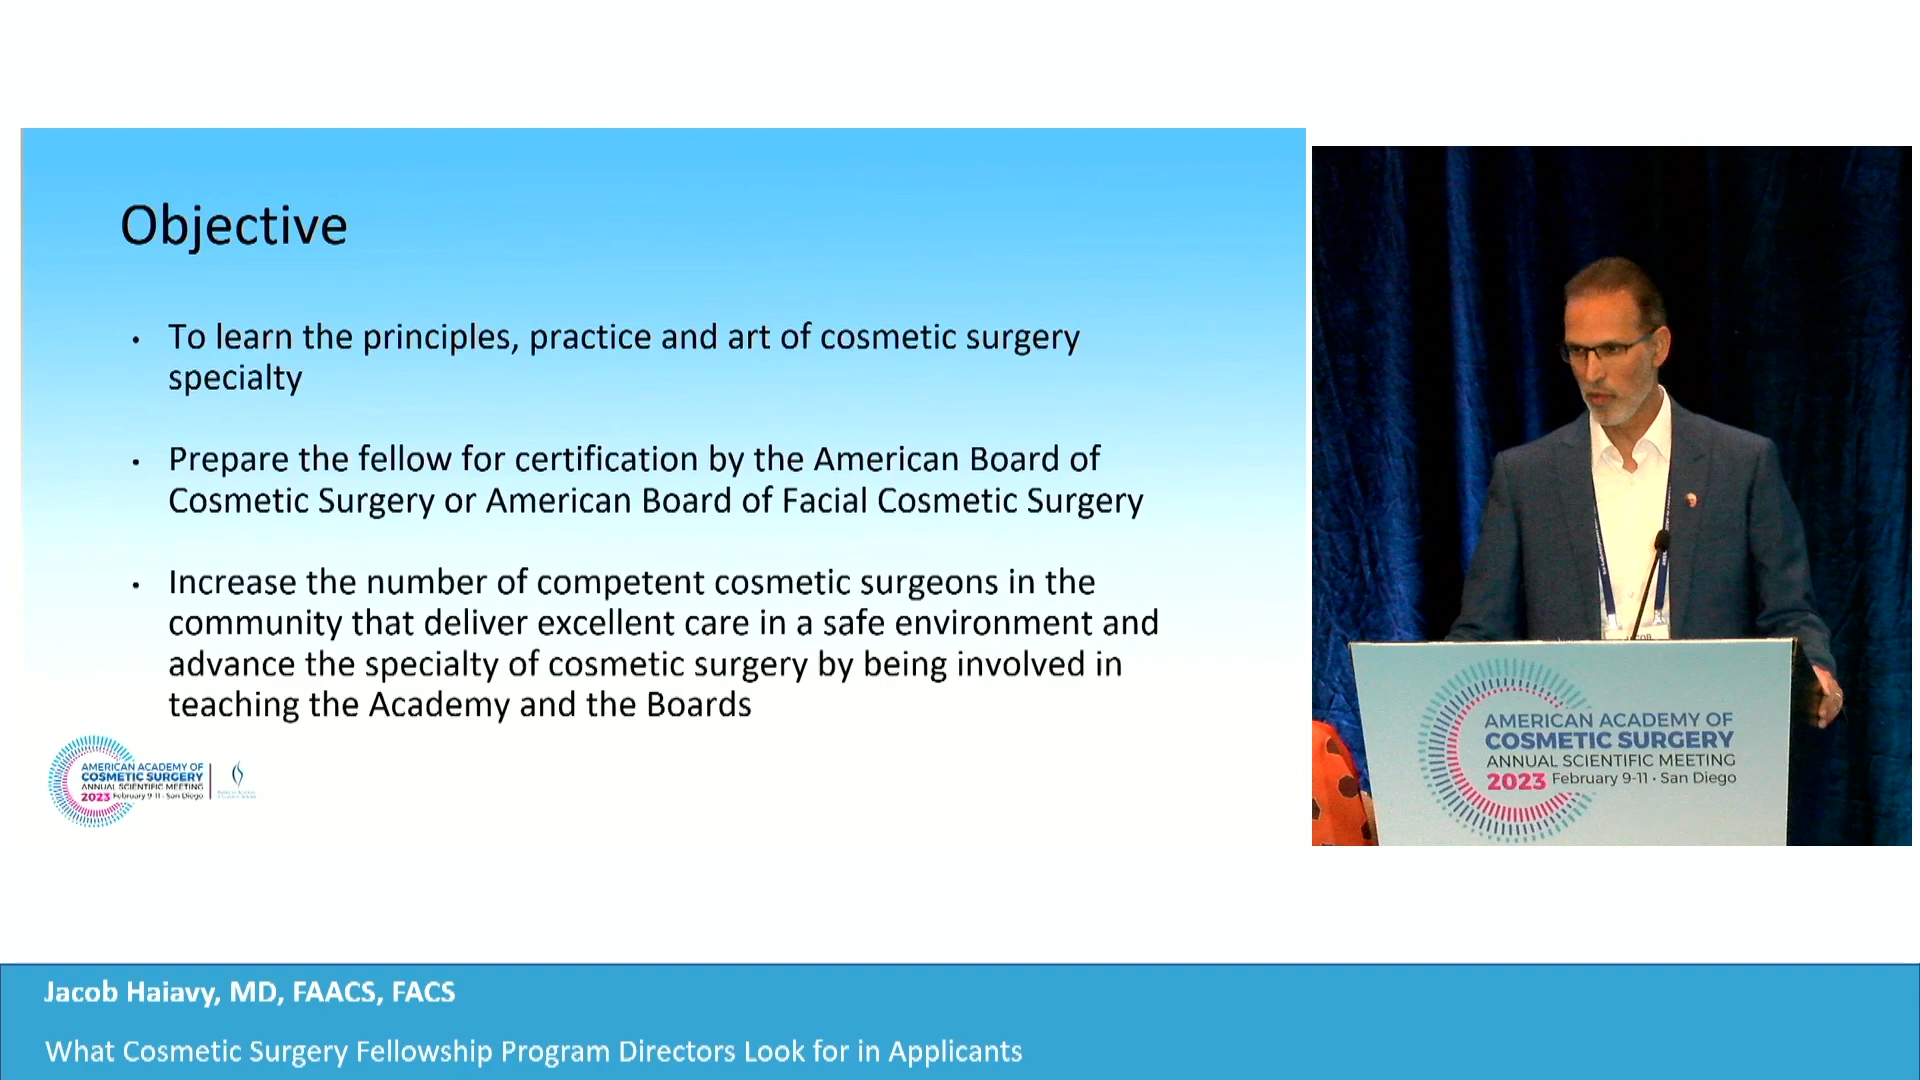 Objective
• To learn the principles, practice and art of cosmetic surgery
specialty
• Prepare the fellow for certification by the American Board of
Cosmetic Surgery or American Board of Facial Cosmetic Surgery
• Increase the number of competent cosmetic surgeons in the
community that deliver excellent care in a safe environment and
advance the specialty of cosmetic surgery by being involved in
teaching the Academy and the Boards
AMERICAN ACADEMY OF
COSMETIC SURGERY
ANNUAL SCIENTIFIC MEETING
2023 February 9-11 • San Diego
AMERICAN ACADEMY OF
COSMETIC SURGERY
ANNUAL SCIENTIFIC MEETING
2023 February 9-11 • San Diego
Jacob Haiavy, MD, FAACS, FACS
What Cosmetic Surgery Fellowship Program Directors Look for in Applicants